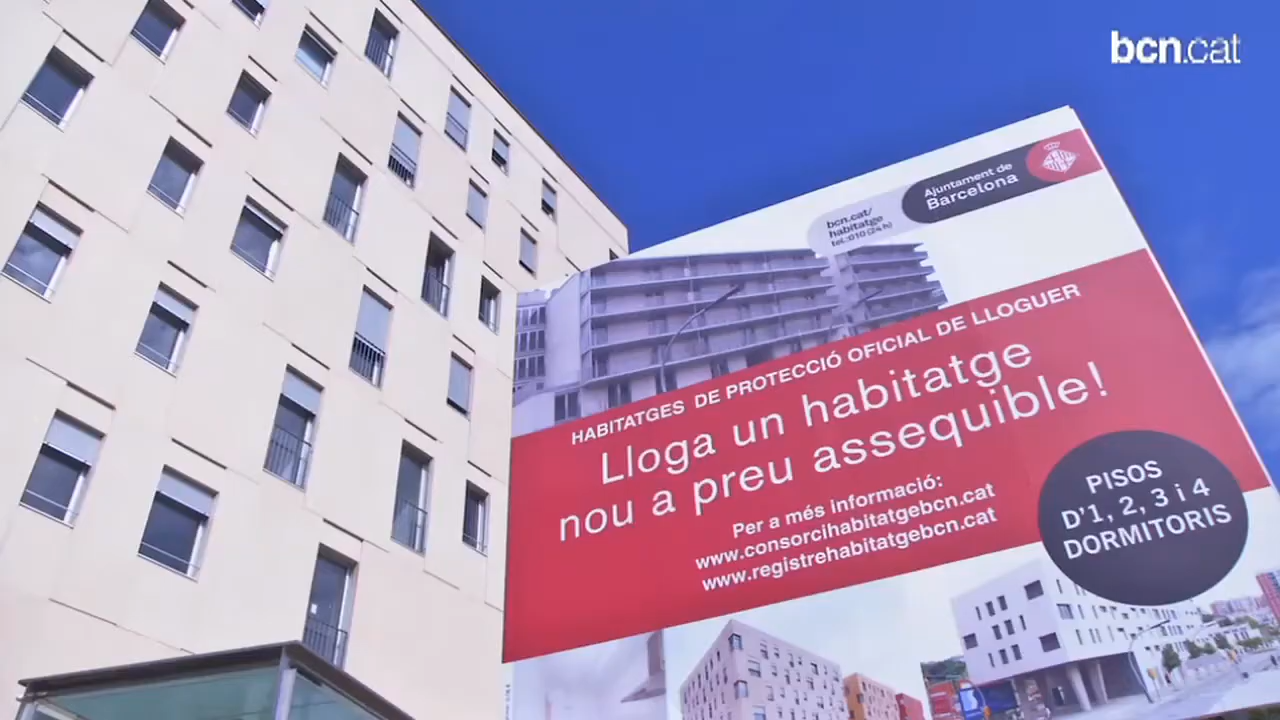 bcn.cat
Ajuntament de
Barcelona
bcn.cat/
habitatge
tel.:010 (24 h)
HABITATGES DE PROTECCIÓ OFICIAL DE LLOGUER
Lloga un habitatge
nou a preu assequible!
Per a més informació:
www.consorcihabitatgebcn.cat
www.registrehabitatgebcn.cat
PISOS
D'1, 2, 3 i 4
DORMITORIS